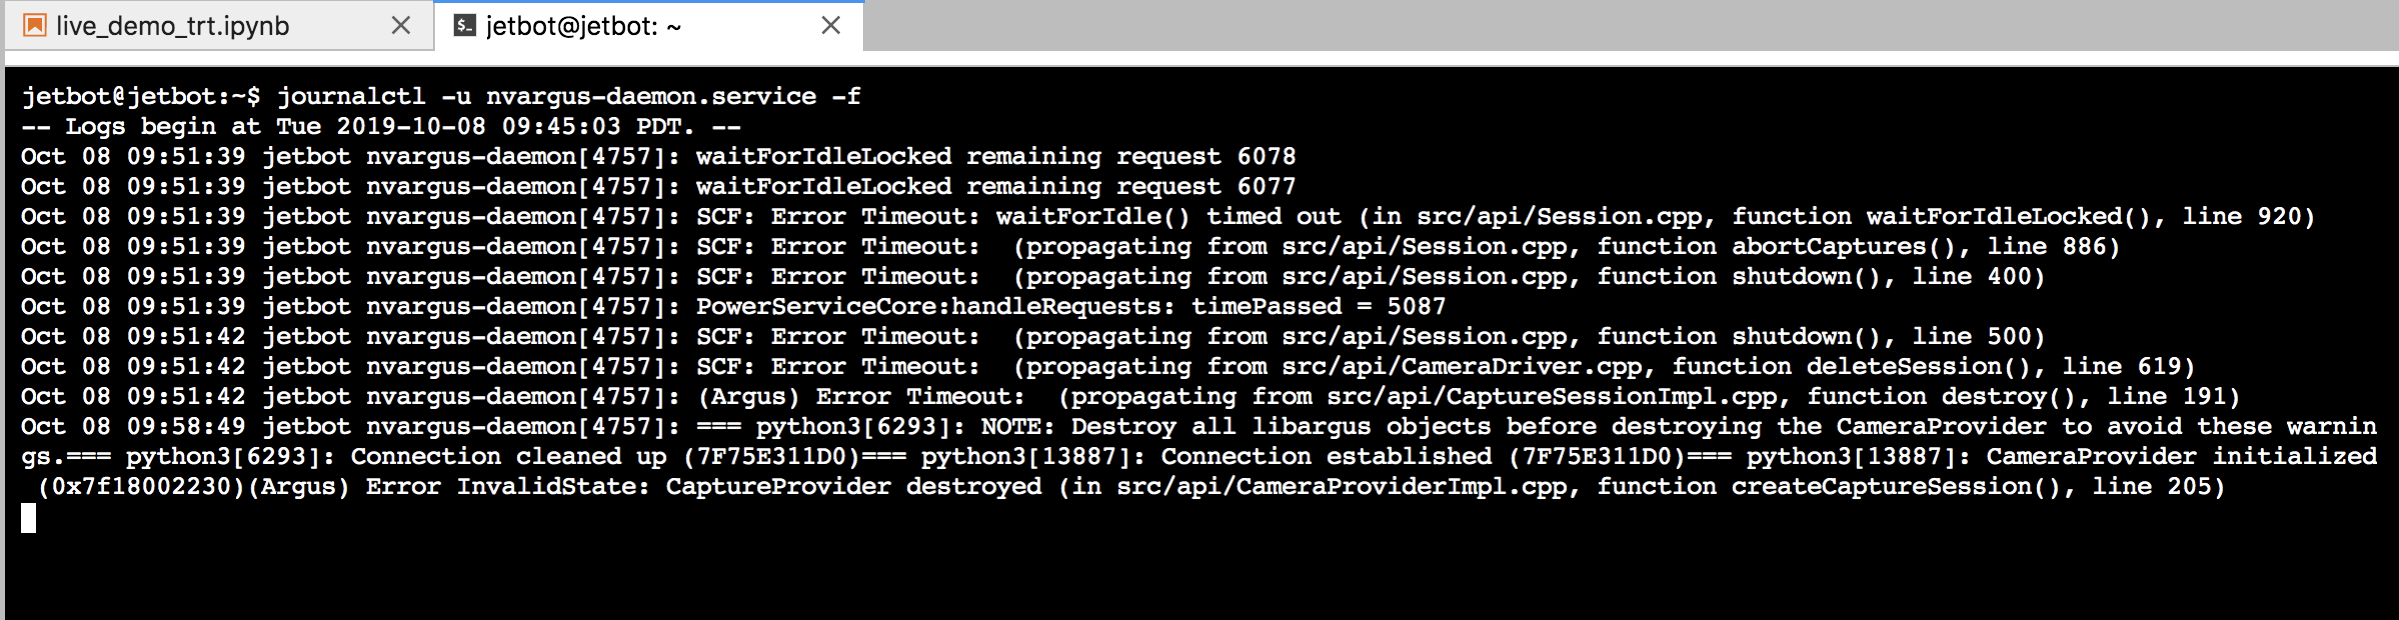 live_demo_trt.ipynb
jetbot@jetbot: ~
jetbot@jetbot:~$ journalctl -u nvargus-daemon.service -f
-- Logs begin at Tue 2019-10-08 09:45:03 PDT. --
Oct 08 09:51:39 jetbot nvargus-daemon[4757]: waitForIdleLocked remaining request 6078
Oct 08 09:51:39 jetbot nvargus-daemon[4757]: waitForIdleLocked remaining request 6077
Oct 08 09:51:39 jetbot nvargus-daemon[4757]: SCF: Error Timeout: waitForIdle() timed out (in src/api/Session.cpp, function waitForIdleLocked(), line 920)
Oct 08 09:51:39 jetbot nvargus-daemon[4757]: SCF: Error Timeout:  (propagating from src/api/Session.cpp, function abortCaptures(), line 886)
Oct 08 09:51:39 jetbot nvargus-daemon[4757]: SCF: Error Timeout:  (propagating from src/api/Session.cpp, function shutdown(), line 400)
Oct 08 09:51:39 jetbot nvargus-daemon[4757]: PowerServiceCore:handleRequests: timePassed = 5087
Oct 08 09:51:42 jetbot nvargus-daemon[4757]: SCF: Error Timeout:  (propagating from src/api/Session.cpp, function shutdown(), line 500)
Oct 08 09:51:42 jetbot nvargus-daemon[4757]: SCF: Error Timeout:  (propagating from src/api/CameraDriver.cpp, function deleteSession(), line 619)
Oct 08 09:51:42 jetbot nvargus-daemon[4757]: (Argus) Error Timeout:  (propagating from src/api/CaptureSessionImpl.cpp, function destroy(), line 191)
Oct 08 09:58:49 jetbot nvargus-daemon[4757]: === python3[6293]: NOTE: Destroy all libargus objects before destroying the CameraProvider to avoid these warnin
gs.=== python3[6293]: Connection cleaned up (7F75E311D0)=== python3[13887]: Connection established (7F75E311D0)=== python3[13887]: CameraProvider initialized
 (0x7f18002230)(Argus) Error InvalidState: CaptureProvider destroyed (in src/api/CameraProviderImpl.cpp, function createCaptureSession(), line 205)